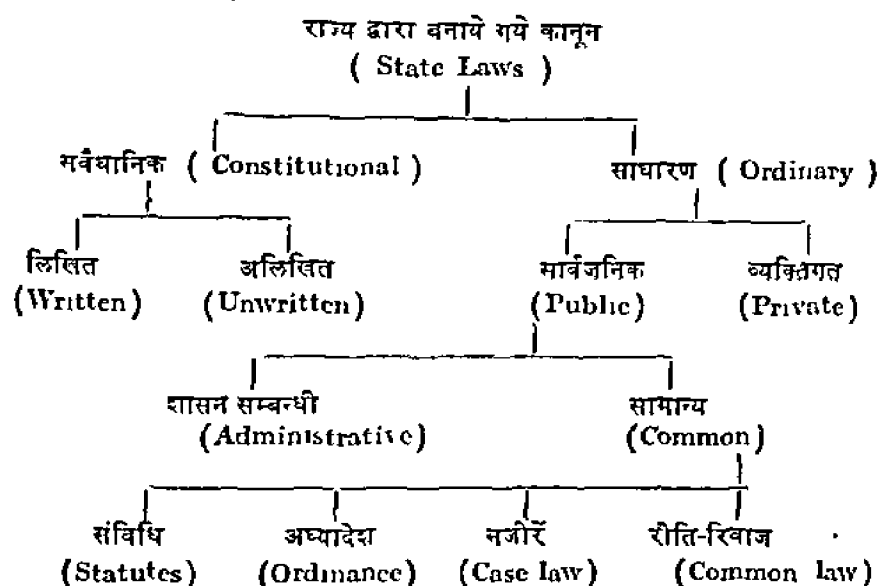 राज्य द्वारा बनाये गये कानून
( State Laws )
सवैधानिक ( Constitutional )
साधारण ( Ordinary )
लिखित
अलिखित
सार्वजनिक
व्यक्तिगत
(Written)
(Unwritten)
(Public)
(Private)
शासन सम्बन्धी
सामान्य
(Administrative)
(Common)
संविधि
अध्यादेश
नजीरें
रीति-रिवाज
(Statutes)
(Ordinance)
(Case law)
(Common law)